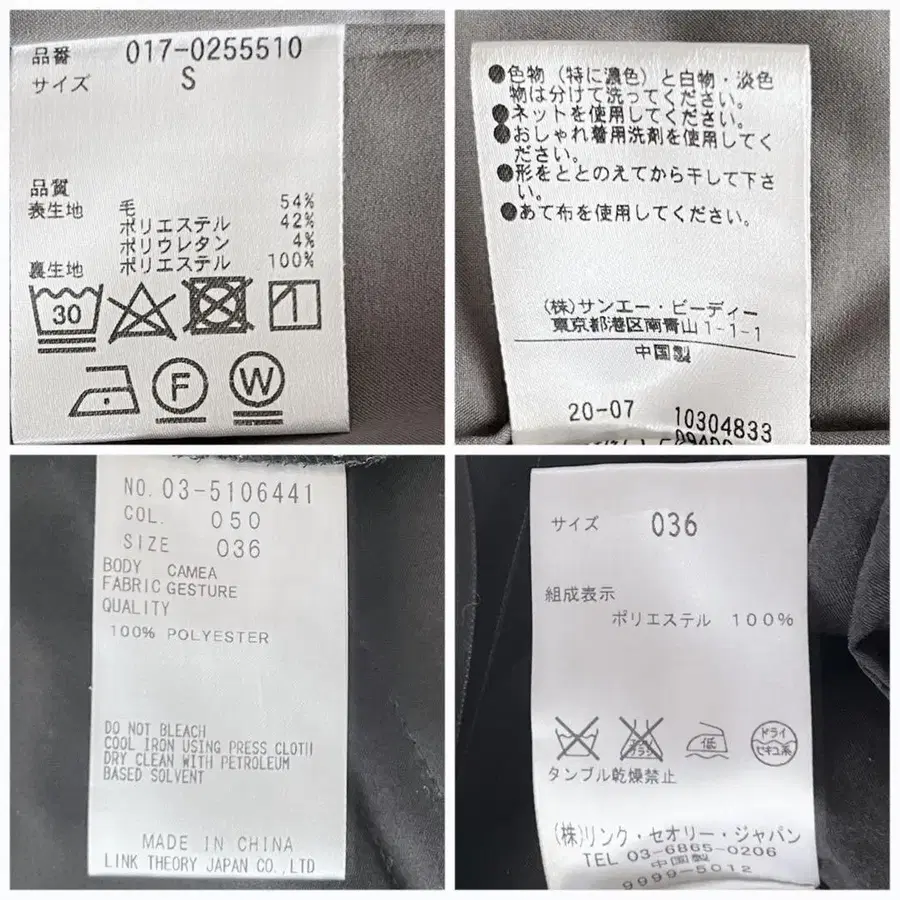 品番 017-0255510
サイズ S
品質
表生地 毛 54%
ポリエステル 42%
ポリウレタン 4%
裏生地 ポリエステル 100%
30
F
W
●色物（特に濃色）と白物・淡色
物は分けて洗ってください。
●ネットを使用してください。
●おしゃれ着用洗剤を使用してく
ださい。
●形をととのえてから干して下さ
い。
●あて布を使用してください。
(株)サンエー・ビーディー
東京都港区南青山1-1-1
中国製
20-07 10304833
NO. 03-5106441
COL. 050
SIZE 036
BODY CAMEA
FABRIC GESTURE
QUALITY
100% POLYESTER
DO NOT BLEACH
COOL IRON USING PRESS CLOTH
DRY CLEAN WITH PETROLEUM
BASED SOLVENT
MADE IN CHINA
LINK THEORY JAPAN CO., LTD
サイズ 036
組成表示
ポリエステル 100%
エンソ
サラシ
低
ドライ
セキユ系
タンブル乾燥禁止
(株)リンク・セオリー・ジャパン
TEL 03-6865-0206
中国製
9999-5012